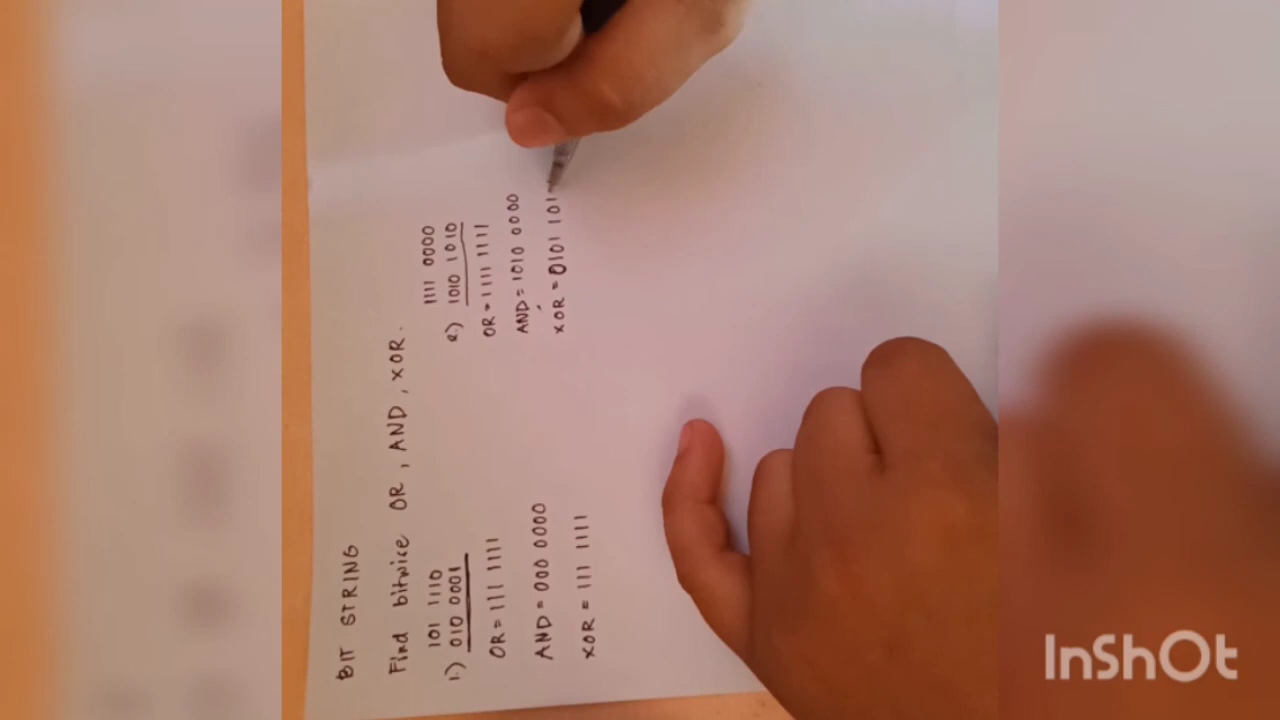 BIT STRING
Find bitwise OR, AND, XOR.
101 1110
1.) 010 0001
OR = 111 1111
AND = 000 0000
XOR = 111 1111
1111 0000
2.) 1010 1010
OR = 1111 1111
AND = 1010 0000
XOR = 0101 101
InShOt